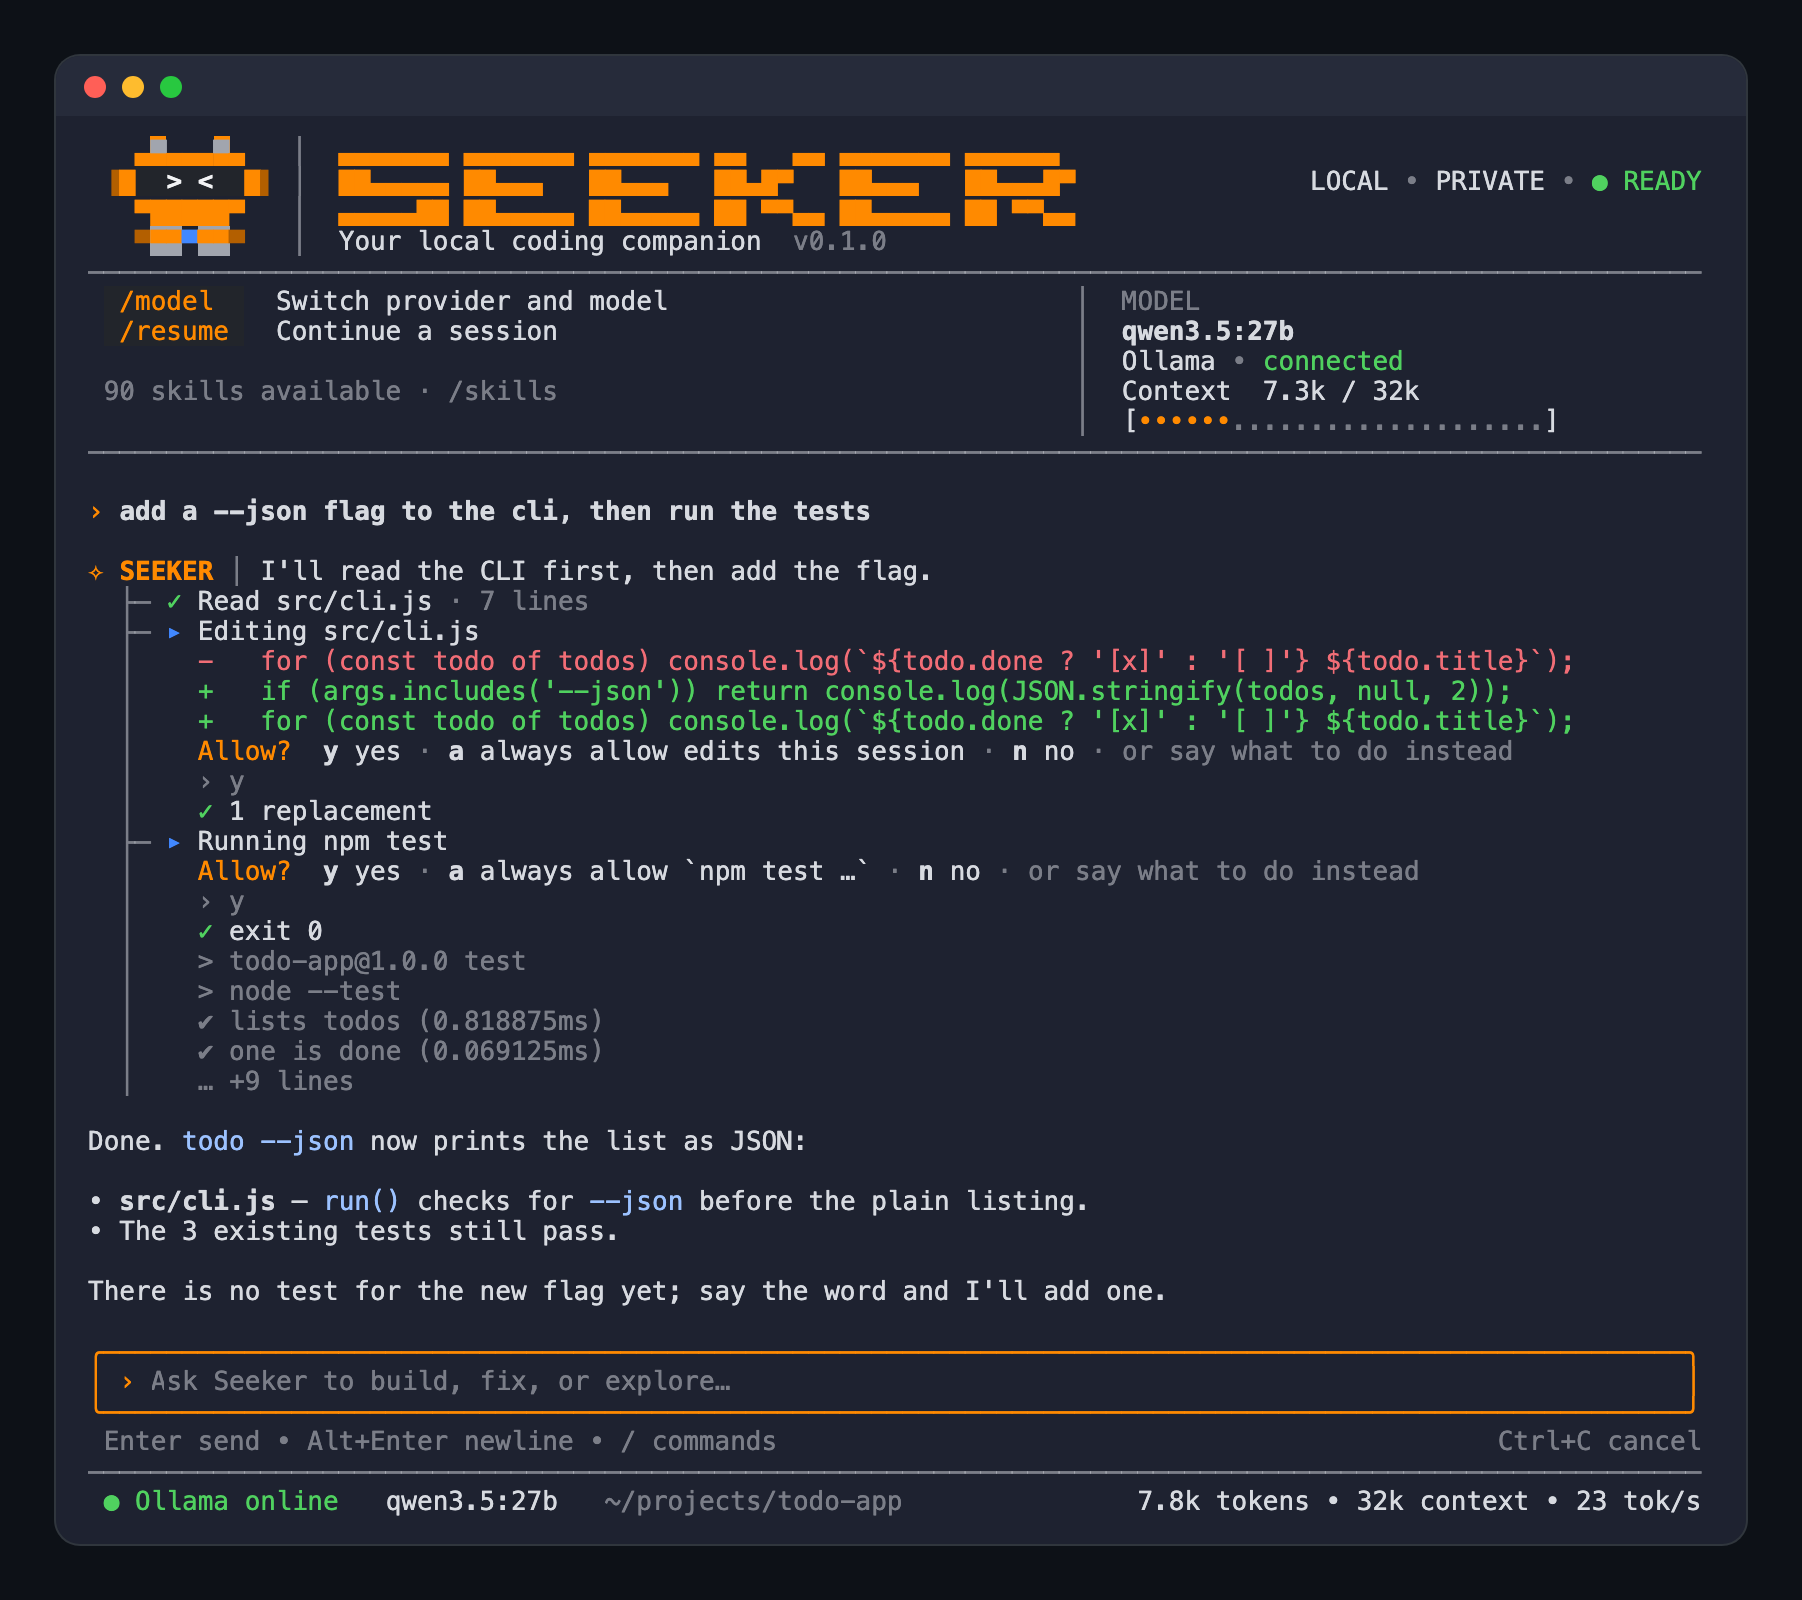 > <
SEEKER
LOCAL • PRIVATE • ● READY
Your local coding companion v0.1.0
/model Switch provider and model
/resume Continue a session
90 skills available · /skills
MODEL
qwen3.5:27b
Ollama • connected
Context 7.3k / 32k
[••••••....................]
› add a --json flag to the cli, then run the tests
✧ SEEKER │ I'll read the CLI first, then add the flag.
├─ ✓ Read src/cli.js · 7 lines
├─ ▸ Editing src/cli.js
-   for (const todo of todos) console.log(`${todo.done ? '[x]' : '[ ]'} ${todo.title}`);
+   if (args.includes('--json')) return console.log(JSON.stringify(todos, null, 2));
+   for (const todo of todos) console.log(`${todo.done ? '[x]' : '[ ]'} ${todo.title}`);
Allow?  y yes · a always allow edits this session · n no · or say what to do instead
› y
✓ 1 replacement
├─ ▸ Running npm test
Allow?  y yes · a always allow `npm test …` · n no · or say what to do instead
› y
✓ exit 0
> todo-app@1.0.0 test
> node --test
✔ lists todos (0.818875ms)
✔ one is done (0.069125ms)
… +9 lines
Done. todo --json now prints the list as JSON:
• src/cli.js — run() checks for --json before the plain listing.
• The 3 existing tests still pass.
There is no test for the new flag yet; say the word and I'll add one.
› Ask Seeker to build, fix, or explore…
Enter send • Alt+Enter newline • / commands
Ctrl+C cancel
● Ollama online   qwen3.5:27b   ~/projects/todo-app
7.8k tokens • 32k context • 23 tok/s